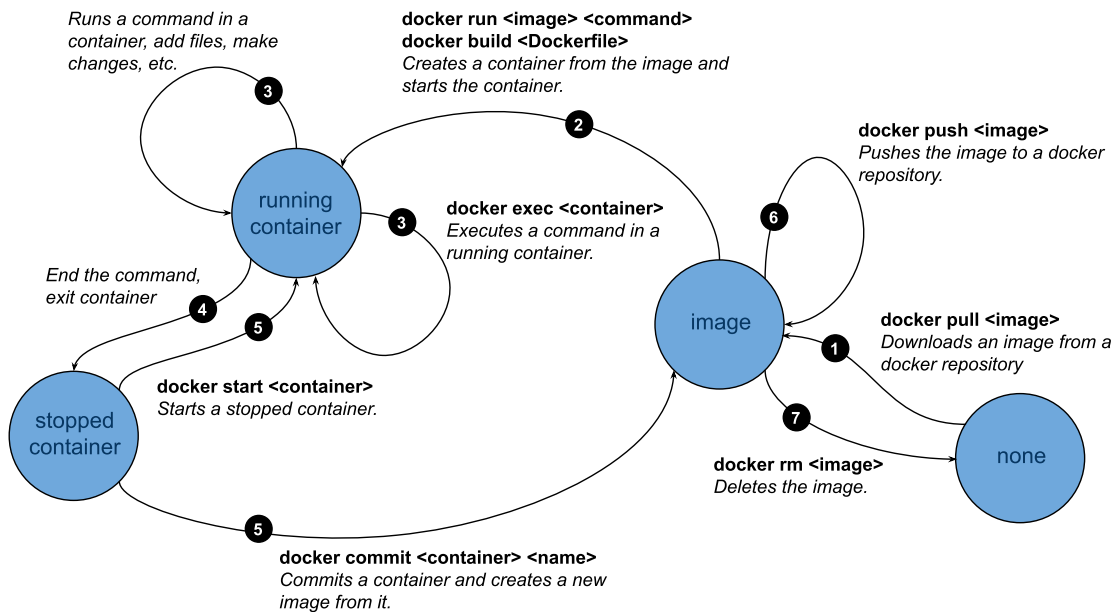 Runs a command in a
container, add files, make
changes, etc.
3
docker run <image> <command>
docker build <Dockerfile>
Creates a container from the image and
starts the container.
2
docker push <image>
Pushes the image to a docker
repository.
6
running
container
3
docker exec <container>
Executes a command in a
running container.
End the command,
exit container
4
5
docker start <container>
Starts a stopped container.
image
docker pull <image>
Downloads an image from a
docker repository
1
stopped
container
7
docker rm <image>
Deletes the image.
none
5
docker commit <container> <name>
Commits a container and creates a new
image from it.